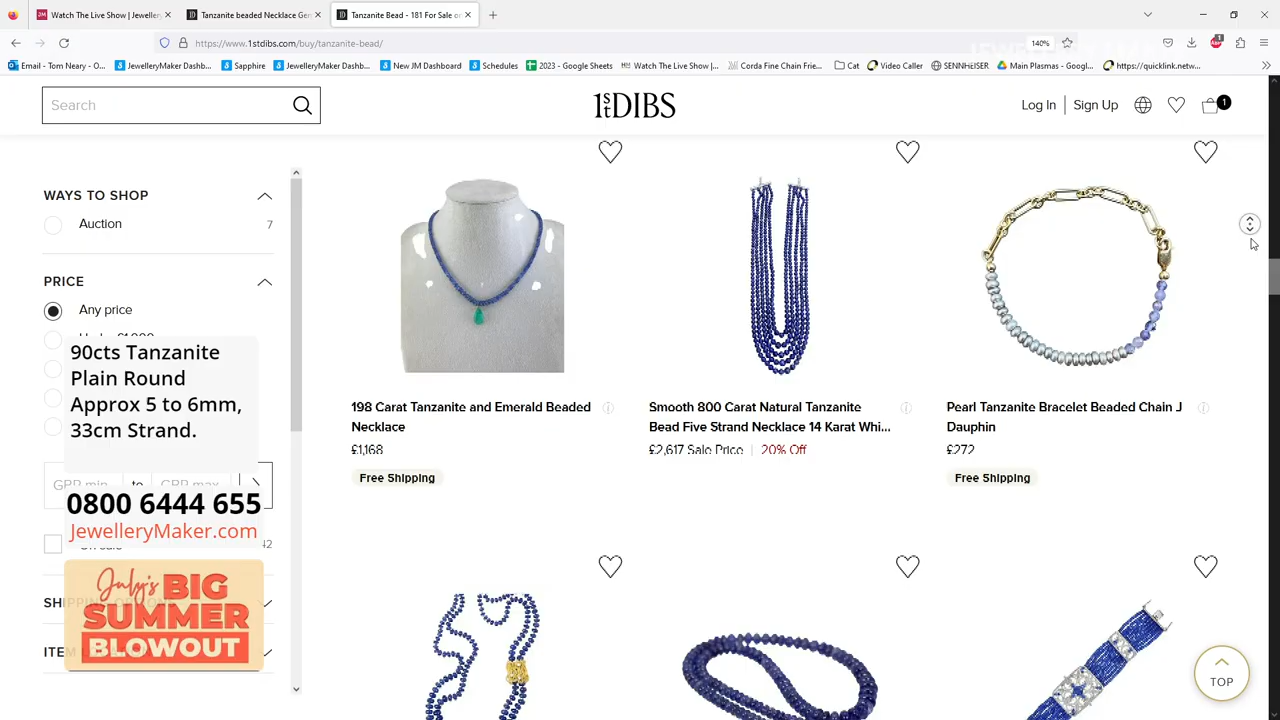 Watch The Live Show | Jeweller
Tanzanite beaded Necklace Ge
Tanzanite Bead - 181 For Sale o
https://www.1stdibs.com/buy/tanzanite-bead/
140%
Email - Tom Neary - O...
JewelleryMaker Dashb...
Sapphire
JewelleryMaker Dashb...
New JM Dashboard
Schedules
2023 - Google Sheets
Watch The Live Show |...
Corda Fine Chain Frie...
Cat
Video Caller
SENNHEISER
Main Plasmas - Googl...
https://quicklink.netw...
Search
1stDIBS
Log In
Sign Up
1
WAYS TO SHOP
Auction
7
PRICE
Any price
90cts Tanzanite
Plain Round
Approx 5 to 6mm,
33cm Strand.
GBP min
to
GBP max
0800 6444 655
JewelleryMaker.com
July's BIG
SUMMER
BLOWOUT
198 Carat Tanzanite and Emerald Beaded
Necklace
£1,168
Free Shipping
Smooth 800 Carat Natural Tanzanite
Bead Five Strand Necklace 14 Karat Whi...
£2,617 Sale Price | 20% Off
Pearl Tanzanite Bracelet Beaded Chain J
Dauphin
£272
Free Shipping
TOP